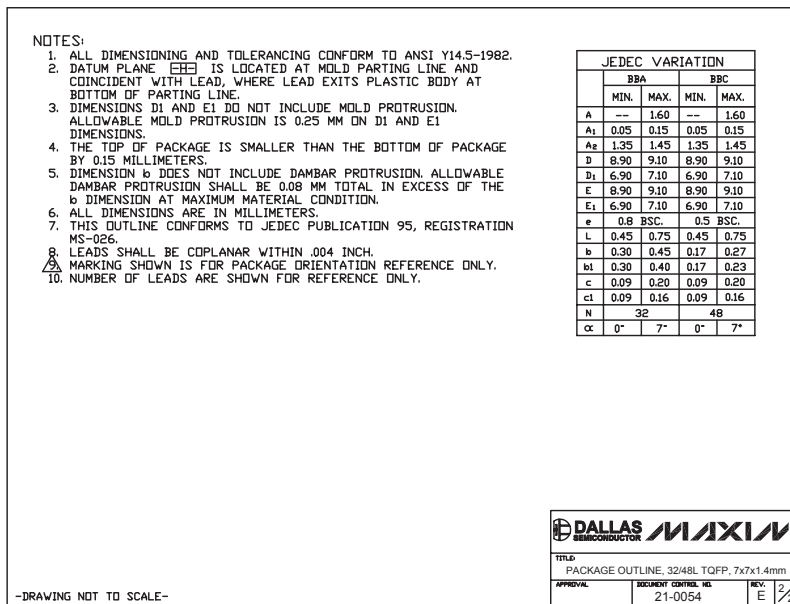 NOTES:
1. ALL DIMENSIONING AND TOLERANCING CONFORM TO ANSI Y14.5-1982.
2. DATUM PLANE -H- IS LOCATED AT MOLD PARTING LINE AND
COINCIDENT WITH LEAD, WHERE LEAD EXITS PLASTIC BODY AT
BOTTOM OF PARTING LINE.
3. DIMENSIONS D1 AND E1 DO NOT INCLUDE MOLD PROTRUSION.
ALLOWABLE MOLD PROTRUSION IS 0.25 MM ON D1 AND E1
DIMENSIONS.
4. THE TOP OF PACKAGE IS SMALLER THAN THE BOTTOM OF PACKAGE
BY 0.15 MILLIMETERS.
5. DIMENSION b DOES NOT INCLUDE DAMBAR PROTRUSION. ALLOWABLE
DAMBAR PROTRUSION SHALL BE 0.08 MM TOTAL IN EXCESS OF THE
b DIMENSION AT MAXIMUM MATERIAL CONDITION.
6. ALL DIMENSIONS ARE IN MILLIMETERS.
7. THIS OUTLINE CONFORMS TO JEDEC PUBLICATION 95, REGISTRATION
MS-026.
8. LEADS SHALL BE COPLANAR WITHIN .004 INCH.
9. MARKING SHOWN IS FOR PACKAGE ORIENTATION REFERENCE ONLY.
10. NUMBER OF LEADS ARE SHOWN FOR REFERENCE ONLY.
JEDEC VARIATION
BBA BBC
MIN. MAX. MIN. MAX.
A -- 1.60 -- 1.60
A1 0.05 0.15 0.05 0.15
A2 1.35 1.45 1.35 1.45
D 8.90 9.10 8.90 9.10
D1 6.90 7.10 6.90 7.10
E 8.90 9.10 8.90 9.10
E1 6.90 7.10 6.90 7.10
e 0.8 BSC. 0.5 BSC.
L 0.45 0.75 0.45 0.75
b 0.30 0.45 0.17 0.27
b1 0.30 0.40 0.17 0.23
c 0.09 0.20 0.09 0.20
c1 0.09 0.16 0.09 0.16
N 32 48
α 0° 7° 0° 7°
DALLAS SEMICONDUCTOR MAXIM
TITLE:
PACKAGE OUTLINE, 32/48L TQFP, 7x7x1.4mm
APPROVAL DOCUMENT CONTROL NO. REV.
21-0054 E 2/2
-DRAWING NOT TO SCALE-